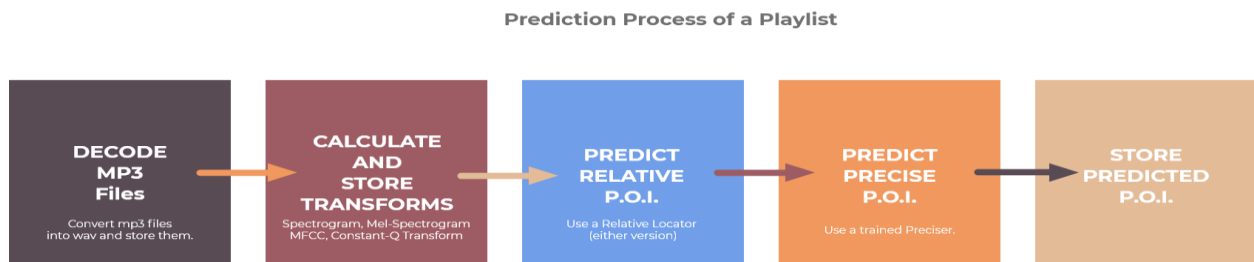 Prediction Process of a Playlist
DECODE
MP3
Files
Convert mp3 files
into wav and store them.
CALCULATE
AND
STORE
TRANSFORMS
Spectrogram, Mel-Spectrogram
MFCC, Constant-Q Transform
PREDICT
RELATIVE
P.O.I.
Use a Relative Locator
(either version)
PREDICT
PRECISE
P.O.I.
Use a trained Preciser.
STORE
PREDICTED
P.O.I.